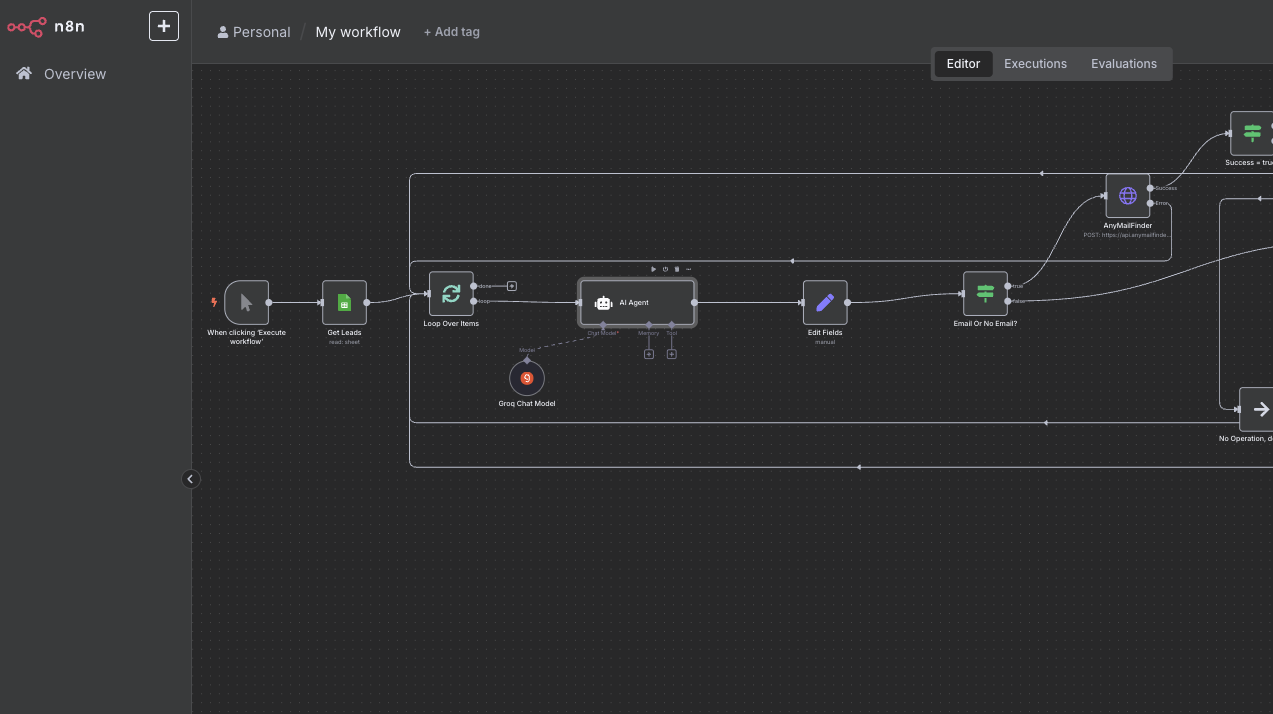 n8n
Personal / My workflow + Add tag
Overview
Editor Executions Evaluations
Success = true
AnyMailFinder
POST: https://api.anymailfinde...
Success
Error
When clicking 'Execute
workflow'
Get Leads
read: sheet
Loop Over Items
done
loop
AI Agent
Chat Model*
Memory
Tool
Model
Groq Chat Model
Edit Fields
manual
Email Or No Email?
true
false
No Operation, d